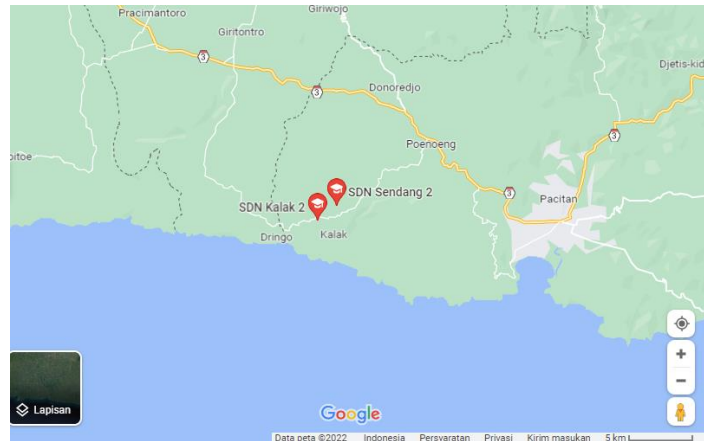 Pracimantoro
Giriwojo
Giritontro
3
3
Djetis-kid
Donoredjo
3
Poenoeng
oitoe
SDN Sendang 2
3
Pacitan
SDN Kalak 2
Dringo
Kalak
Lapisan
Google
Data peta ©2022 Indonesia Persyaratan Privasi Kirim masukan 5 km